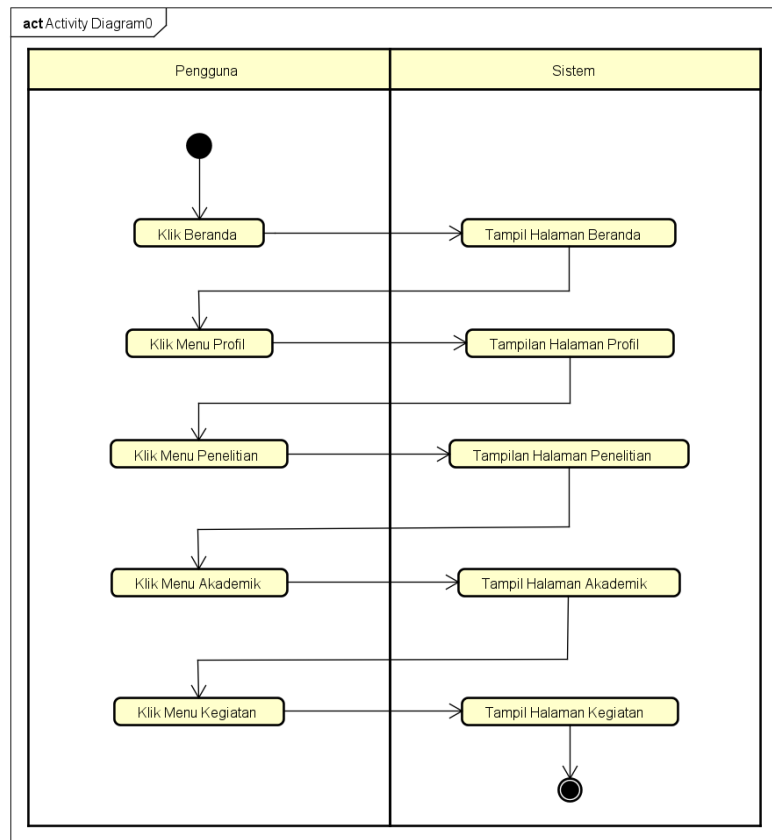 act Activity Diagram0
Pengguna
Sistem
Klik Beranda
Tampil Halaman Beranda
Klik Menu Profil
Tampilan Halaman Profil
Klik Menu Penelitian
Tampilan Halaman Penelitian
Klik Menu Akademik
Tampil Halaman Akademik
Klik Menu Kegiatan
Tampil Halaman Kegiatan